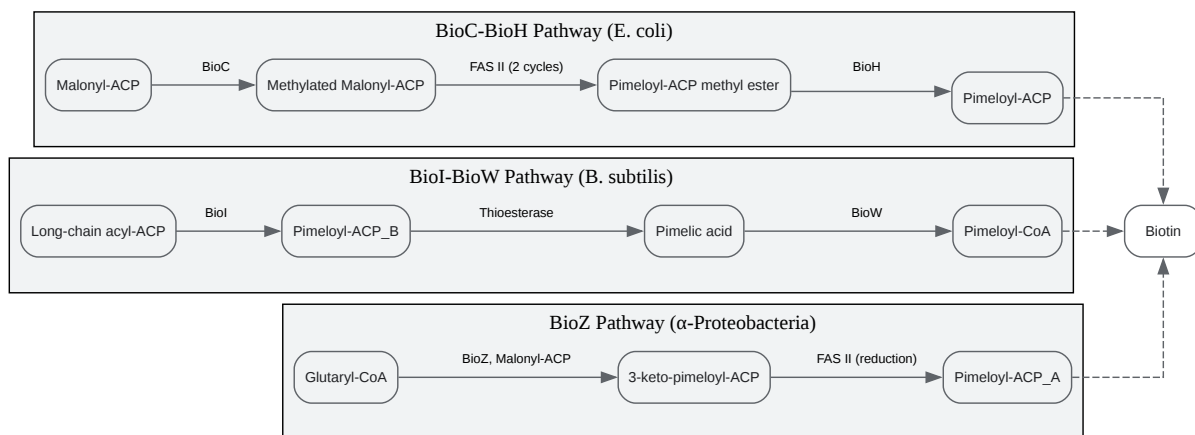 BioC-BioH Pathway (E. coli)
Malonyl-ACP
BioC
Methylated Malonyl-ACP
FAS II (2 cycles)
Pimeloyl-ACP methyl ester
BioH
Pimeloyl-ACP
BioI-BioW Pathway (B. subtilis)
Long-chain acyl-ACP
BioI
Pimeloyl-ACP_B
Thioesterase
Pimelic acid
BioW
Pimeloyl-CoA
Biotin
BioZ Pathway (α-Proteobacteria)
Glutaryl-CoA
BioZ, Malonyl-ACP
3-keto-pimeloyl-ACP
FAS II (reduction)
Pimeloyl-ACP_A